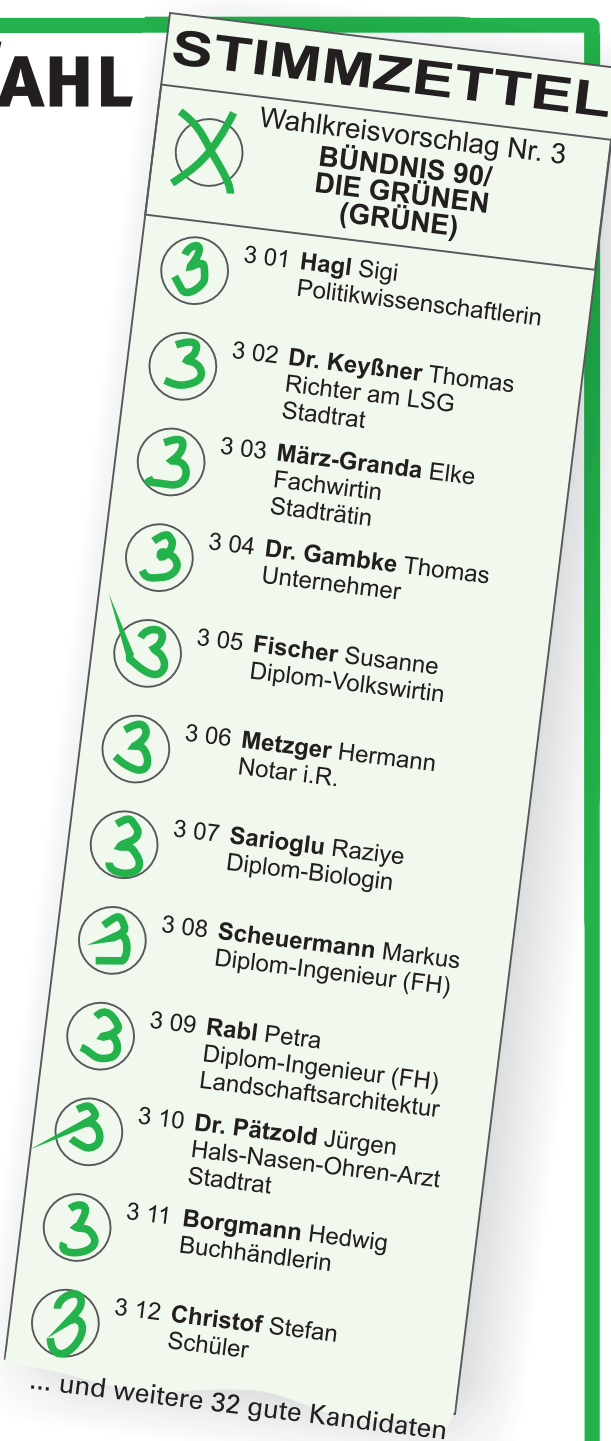 AHL
STIMMZETTEL
X Wahlkreisvorschlag Nr. 3
BÜNDNIS 90/
DIE GRÜNEN
(GRÜNE)
3 3 01 Hagl Sigi
Politikwissenschaftlerin
3 3 02 Dr. Keyßner Thomas
Richter am LSG
Stadtrat
3 3 03 März-Granda Elke
Fachwirtin
Stadträtin
3 3 04 Dr. Gambke Thomas
Unternehmer
3 3 05 Fischer Susanne
Diplom-Volkswirtin
3 3 06 Metzger Hermann
Notar i.R.
3 3 07 Sarioglu Raziye
Diplom-Biologin
3 3 08 Scheuermann Markus
Diplom-Ingenieur (FH)
3 3 09 Rabl Petra
Diplom-Ingenieur (FH)
Landschaftsarchitektur
3 3 10 Dr. Pätzold Jürgen
Hals-Nasen-Ohren-Arzt
Stadtrat
3 3 11 Borgmann Hedwig
Buchhändlerin
3 3 12 Christof Stefan
Schüler
... und weitere 32 gute Kandidaten